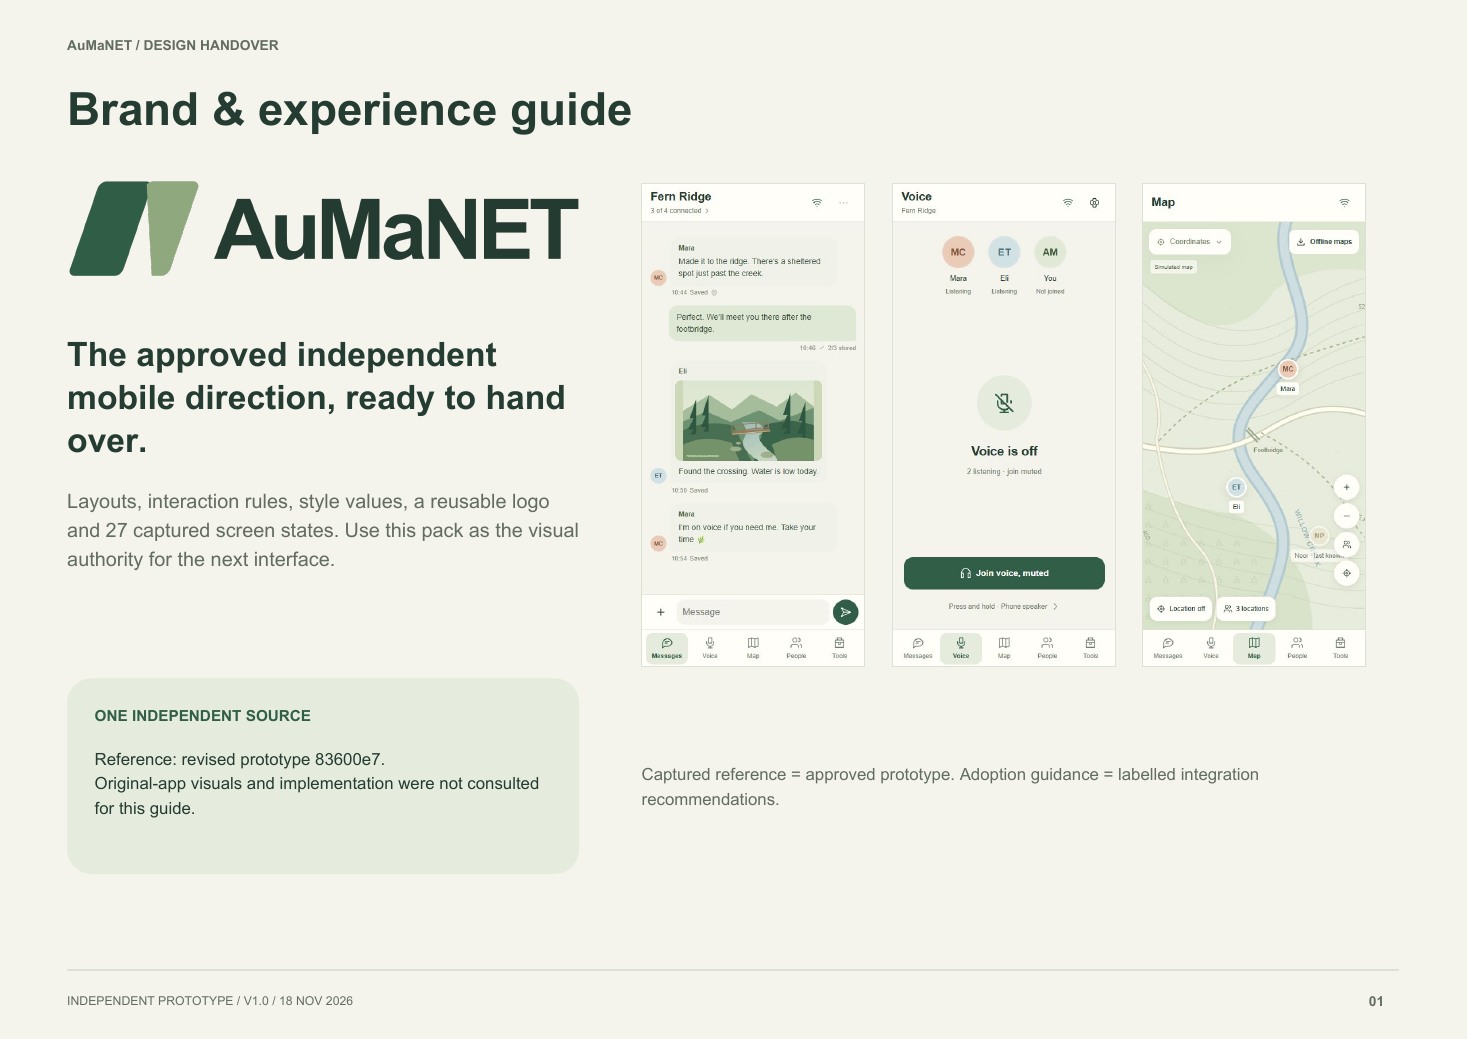 AuMaNET / DESIGN HANDOVER
Brand & experience guide
AuMaNET
The approved independent
mobile direction, ready to hand
over.
Layouts, interaction rules, style values, a reusable logo
and 27 captured screen states. Use this pack as the visual
authority for the next interface.
ONE INDEPENDENT SOURCE
Reference: revised prototype 83600e7.
Original-app visuals and implementation were not consulted
for this guide.
Fern Ridge
3 of 4 connected
Mara
Made it to the ridge. There's a sheltered
spot just past the creek.
MC
10:44 Saved
Perfect. We'll meet you there after the
footbridge.
10:46 2/3 stored
Eli
ET
Found the crossing. Water is low today.
10:50 Saved
Mara
I'm on voice if you need me. Take your
time
MC
10:54 Saved
Message
Messages Voice Map People Tools
Voice
Fern Ridge
MC ET AM
Mara Eli You
Listening Listening Not joined
Voice is off
2 listening · join muted
Join voice, muted
Press and hold · Phone speaker
Messages Voice Map People Tools
Map
Coordinates
Offline maps
Simulated map
MC
Mara
Footbridge
ET
Eli
NP
Location off
3 locations
Messages Voice Map People Tools
Captured reference = approved prototype. Adoption guidance = labelled integration
recommendations.
INDEPENDENT PROTOTYPE / V1.0 / 18 NOV 2026
01